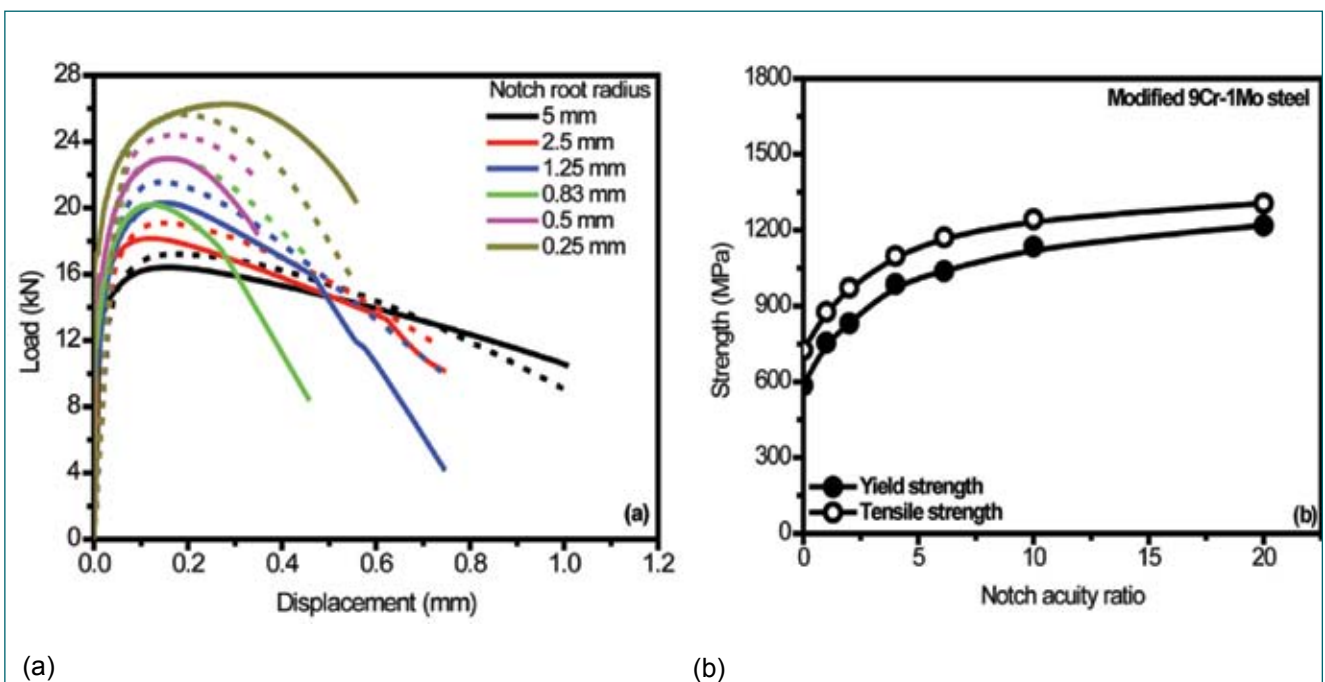 28
24
20
16
12
8
4
0
Load (kN)
Notch root radius
5 mm
2.5 mm
1.25 mm
0.83 mm
0.5 mm
0.25 mm
(a)
0.0 0.2 0.4 0.6 0.8 1.0 1.2
Displacement (mm)
1800
1500
1200
900
600
300
0
Strength (MPa)
Modified 9Cr-1Mo steel
Yield strength
Tensile strength
(b)
0 5 10 15 20
Notch acuity ratio
(a)
(b)